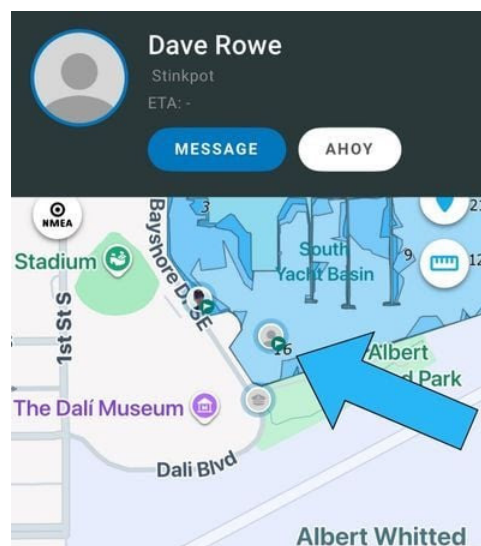 Dave Rowe
Stinkpot
ETA: -
MESSAGE
AHOY
NMEA
3
21
Stadium
Bayshore Dr SE
South
Yacht Basin
9
12
1st St S
16
Albert
Park
The Dalí Museum
Dali Blvd
Albert Whitted